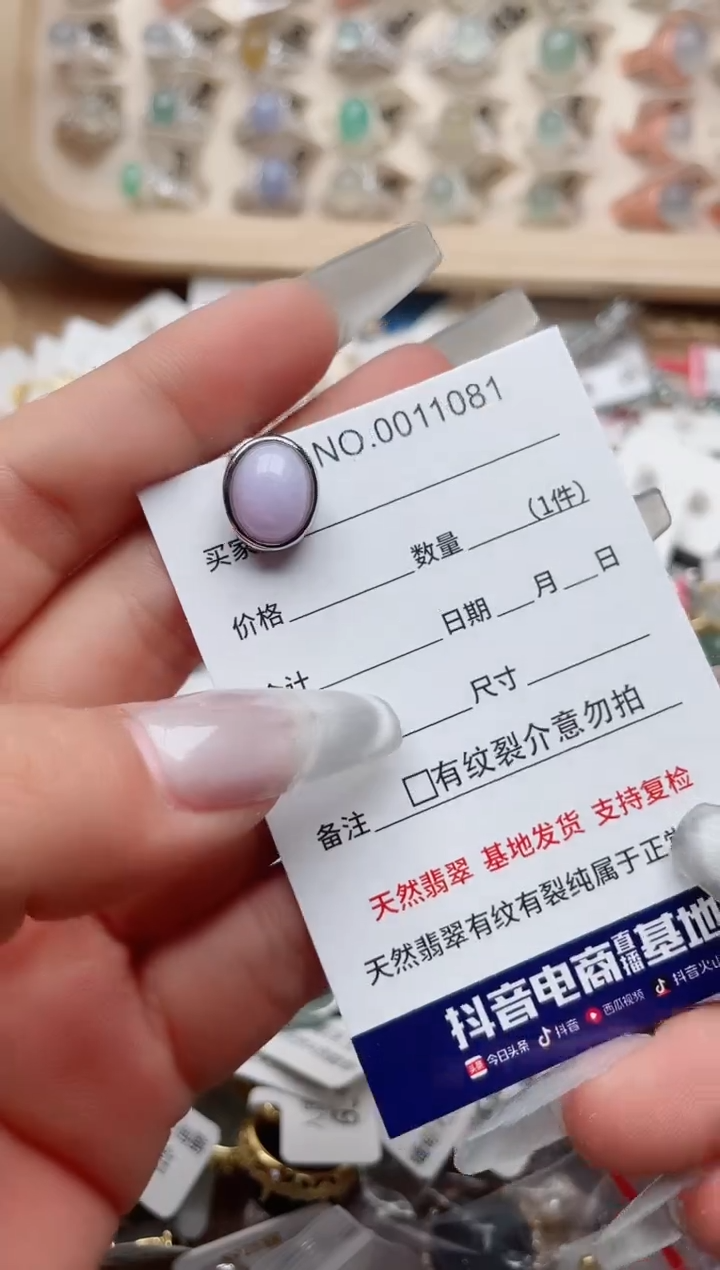 NO.0011081
买家
数量 (1件)
价格
日期 月 日
计
尺寸
□有纹裂介意勿拍
备注
天然翡翠 基地发货 支持复检
天然翡翠有纹有裂纯属于正
抖音电商直播基地
今日头条 抖音 西瓜视频 抖音火山